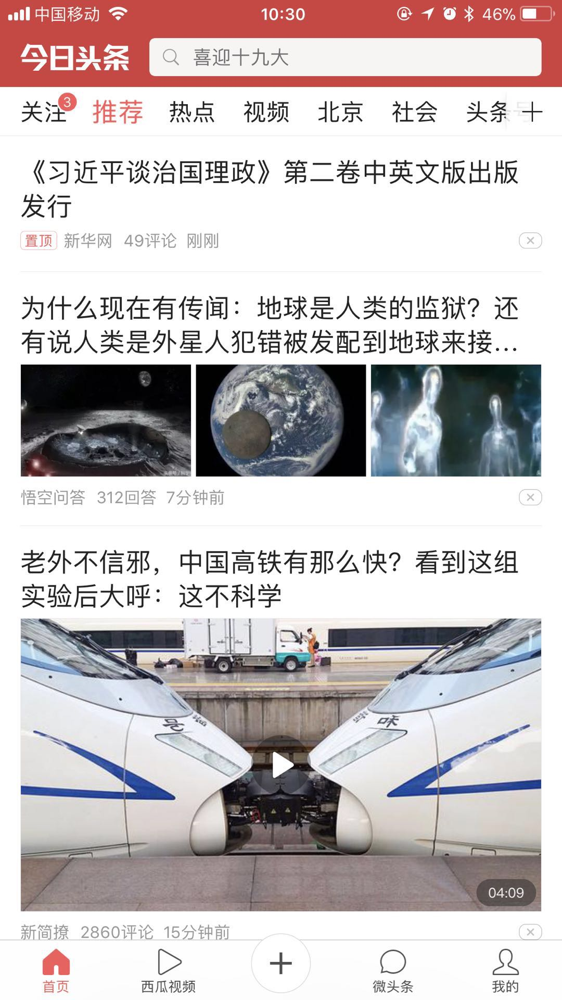 中国移动 10:30 46%
今日头条 喜迎十九大
关注 3 推荐 热点 视频 北京 社会 头条号
《习近平谈治国理政》第二卷中英文版出版
发行
置顶 新华网 49评论 刚刚
为什么现在有传闻：地球是人类的监狱？还
有说人类是外星人犯错被发配到地球来接...
悟空问答 312回答 7分钟前
老外不信邪，中国高铁有那么快？看到这组
实验后大呼：这不科学
04:09
新简撩 2860评论 15分钟前
首页 西瓜视频 微头条 我的